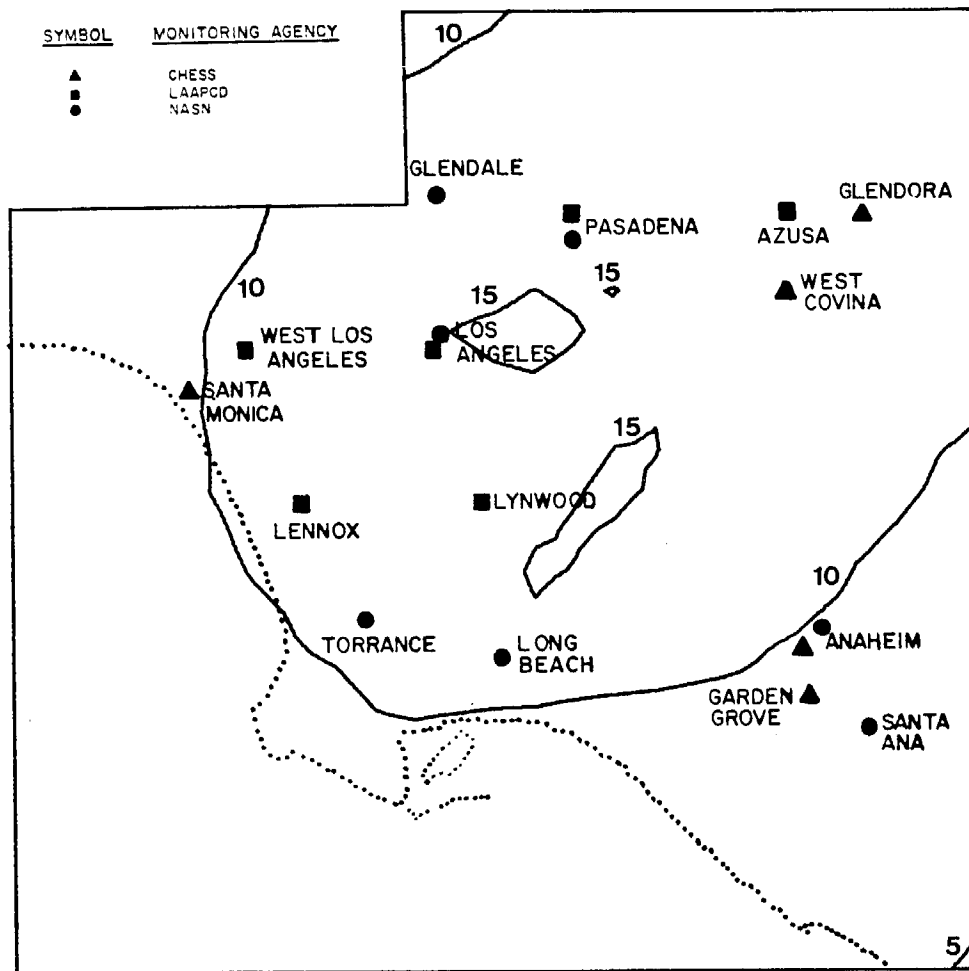 SYMBOL MONITORING AGENCY
CHESS
LAAPCD
NASN
10
GLENDALE
GLENDORA
PASADENA
AZUSA
15
WEST
COVINA
10
15
WEST LOS
ANGELES
LOS
ANGELES
SANTA
MONICA
15
LYNWOOD
LENNOX
10
TORRANCE
LONG
BEACH
ANAHEIM
GARDEN
GROVE
SANTA
ANA
5